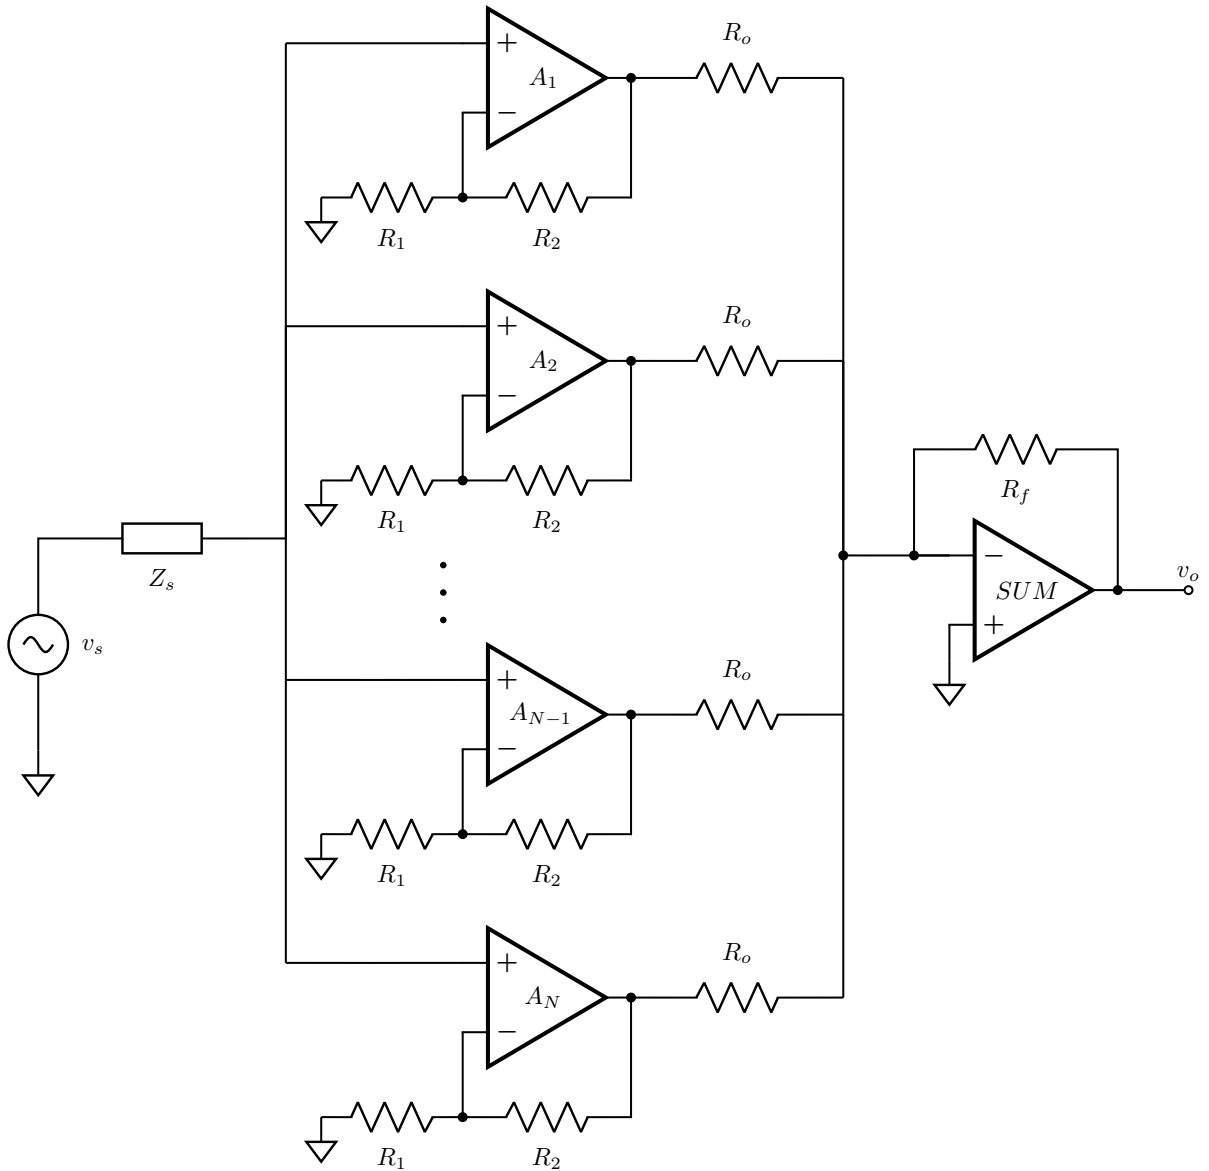 R_o
+
A_1
−
R_1
R_2
R_o
+
A_2
−
R_1
R_2
R_f
Z_s
−
SUM
+
v_o
v_s
R_o
+
A_{N−1}
−
R_1
R_2
R_o
+
A_N
−
R_1
R_2